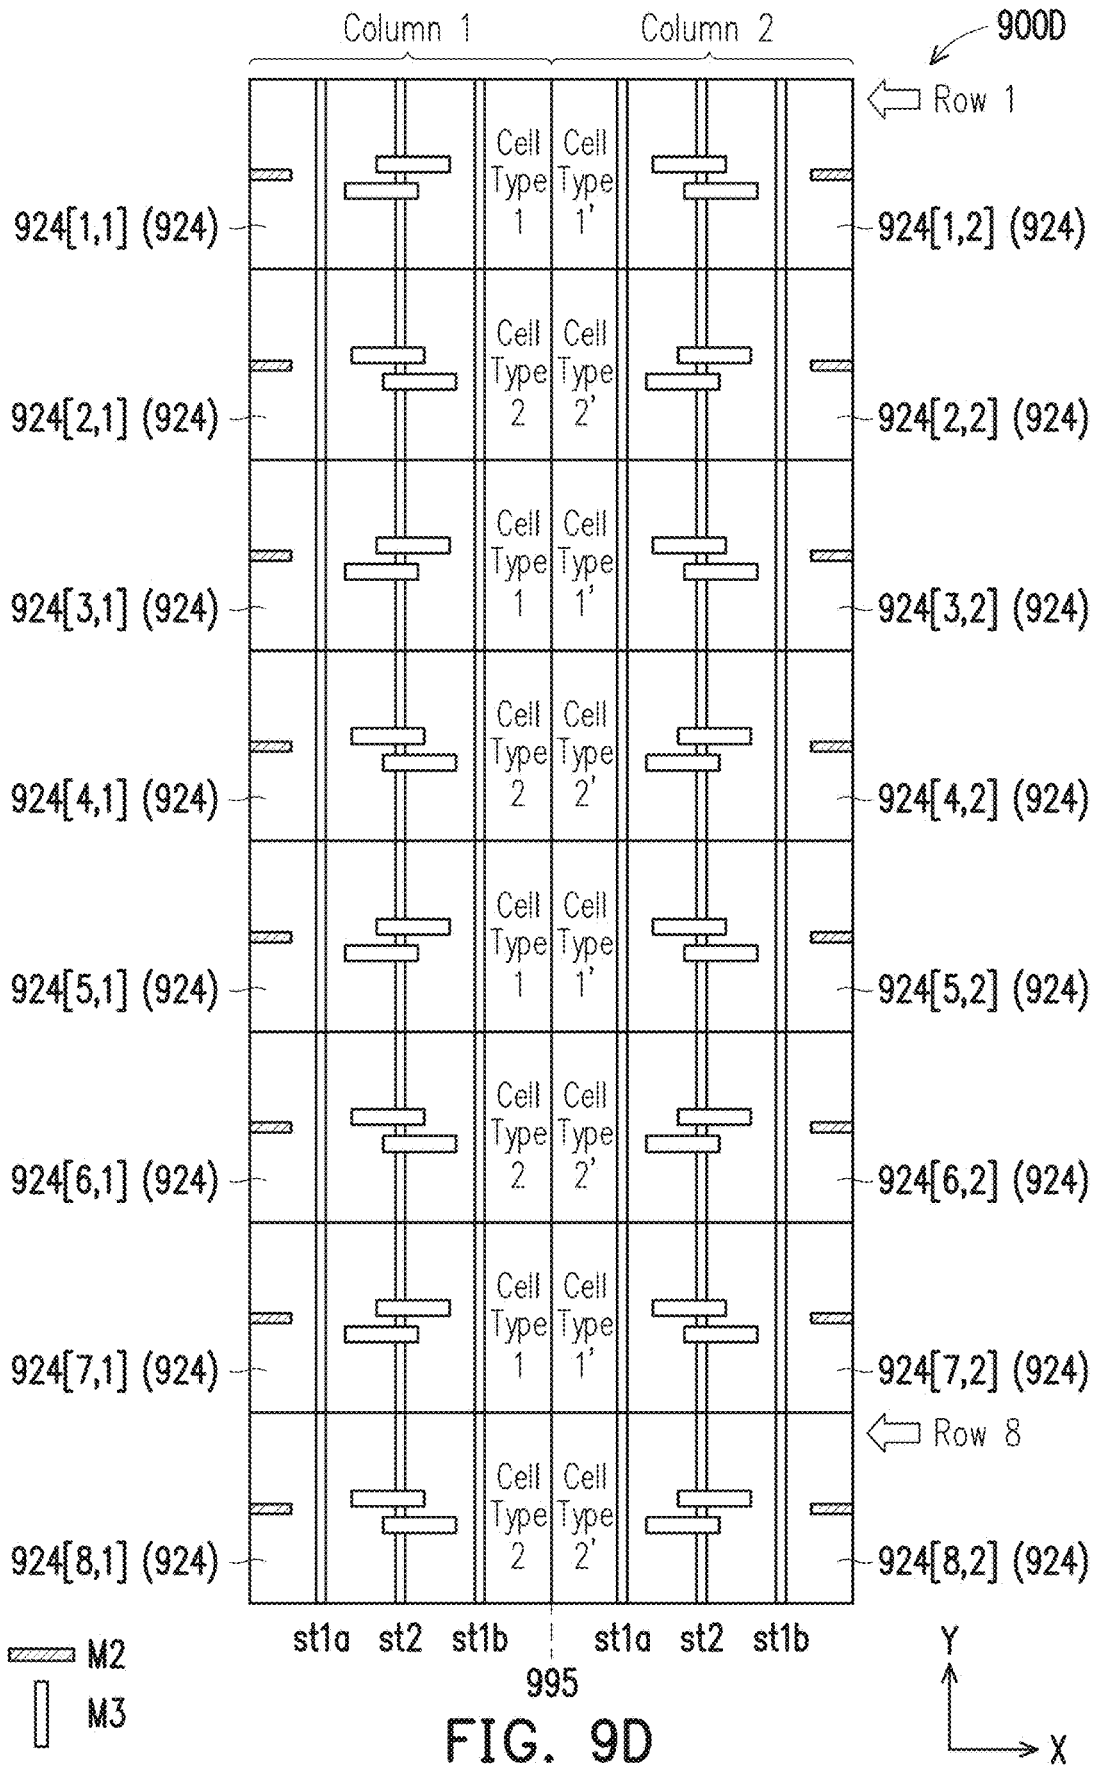 Column 1 Column 2
900D
Row 1
Cell Type 1 Cell Type 1'
924[1,1] (924) 924[1,2] (924)
Cell Type 2 Cell Type 2'
924[2,1] (924) 924[2,2] (924)
Cell Type 1 Cell Type 1'
924[3,1] (924) 924[3,2] (924)
Cell Type 2 Cell Type 2'
924[4,1] (924) 924[4,2] (924)
Cell Type 1 Cell Type 1'
924[5,1] (924) 924[5,2] (924)
Cell Type 2 Cell Type 2'
924[6,1] (924) 924[6,2] (924)
Cell Type 1 Cell Type 1'
924[7,1] (924) 924[7,2] (924)
Row 8
Cell Type 2 Cell Type 2'
924[8,1] (924) 924[8,2] (924)
st1a st2 st1b st1a st2 st1b
995
M2
M3
Y
X
FIG. 9D